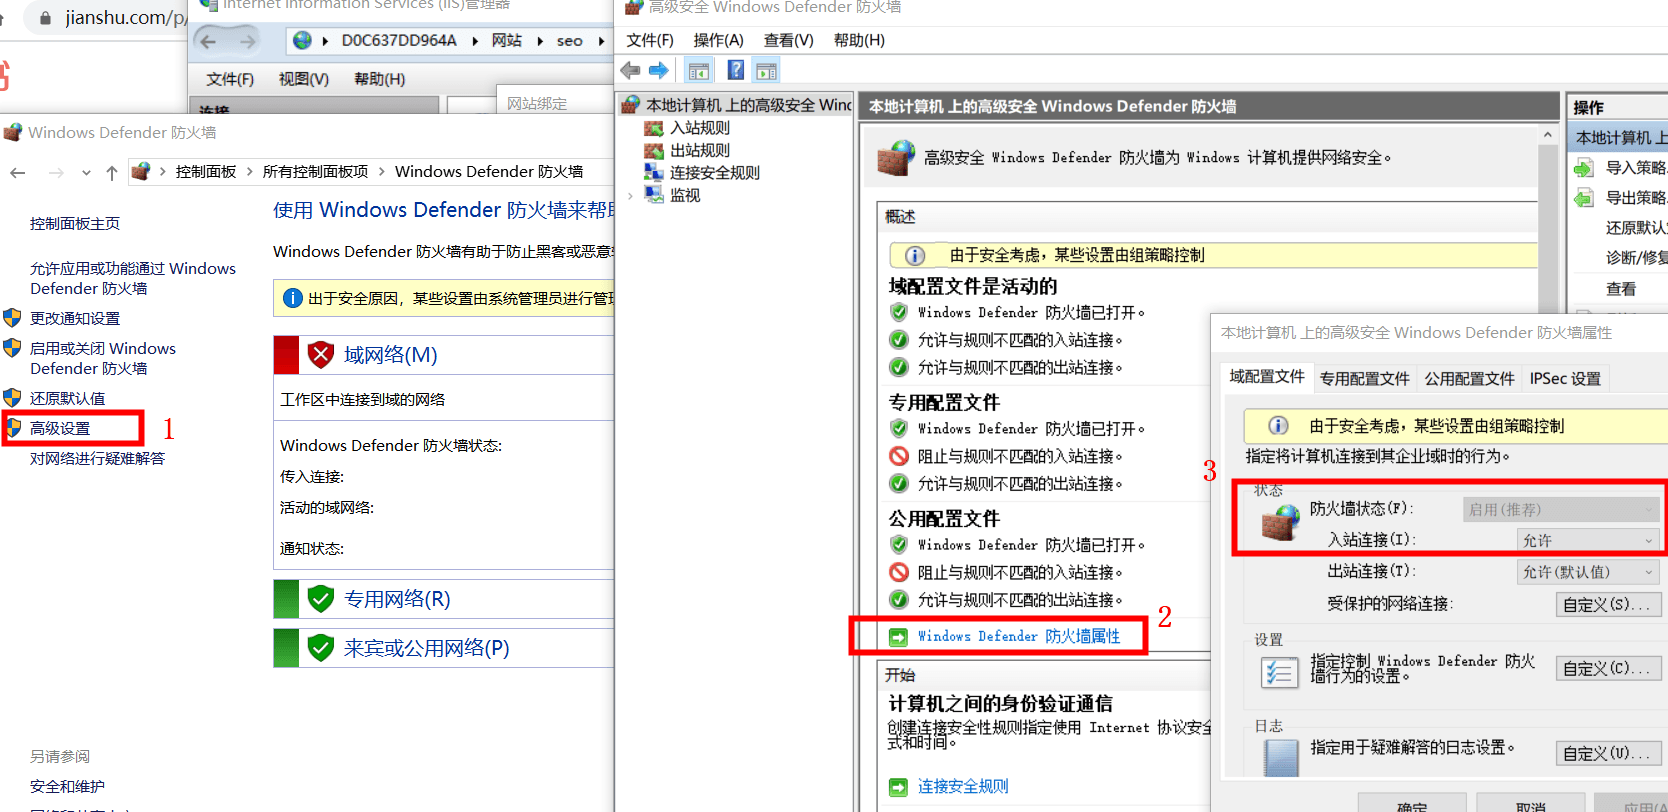 jianshu.com/p/
Internet Information Services (IIS)管理器
D0C637DD964A
网站
seo
文件(F)
视图(V)
帮助(H)
连接
网站绑定
Windows Defender 防火墙
控制面板
所有控制面板项
Windows Defender 防火墙
控制面板主页
允许应用或功能通过 Windows
Defender 防火墙
更改通知设置
启用或关闭 Windows
Defender 防火墙
还原默认值
高级设置
1
对网络进行疑难解答
另请参阅
安全和维护
使用 Windows Defender 防火墙来帮
Windows Defender 防火墙有助于防止黑客或恶意
出于安全原因，某些设置由系统管理员进行管
域网络(M)
工作区中连接到域的网络
Windows Defender 防火墙状态:
传入连接:
活动的域网络:
通知状态:
专用网络(R)
来宾或公用网络(P)
高级安全 Windows Defender 防火墙
文件(F)
操作(A)
查看(V)
帮助(H)
本地计算机 上的高级安全 Wind
入站规则
出站规则
连接安全规则
监视
本地计算机 上的高级安全 Windows Defender 防火墙
高级安全 Windows Defender 防火墙为 Windows 计算机提供网络安全。
概述
由于安全考虑，某些设置由组策略控制
域配置文件是活动的
Windows Defender 防火墙已打开。
允许与规则不匹配的入站连接。
允许与规则不匹配的出站连接。
专用配置文件
Windows Defender 防火墙已打开。
阻止与规则不匹配的入站连接。
允许与规则不匹配的出站连接。
公用配置文件
Windows Defender 防火墙已打开。
阻止与规则不匹配的入站连接。
允许与规则不匹配的出站连接。
Windows Defender 防火墙属性
2
开始
计算机之间的身份验证通信
创建连接安全性规则指定使用 Internet 协议安全
式和时间。
连接安全规则
操作
本地计算机 上
导入策略
导出策略
还原默认
诊断/修复
查看
本地计算机 上的高级安全 Windows Defender 防火墙属性
域配置文件
专用配置文件
公用配置文件
IPSec 设置
由于安全考虑，某些设置由组策略控制
指定将计算机连接到其企业域时的行为。
3
状态
防火墙状态(F):
启用(推荐)
入站连接(I):
允许
出站连接(T):
允许(默认值)
受保护的网络连接:
自定义(S)...
设置
指定控制 Windows Defender 防火
墙行为的设置。
自定义(C)...
日志
指定用于疑难解答的日志设置。
自定义(U)...
确定
取消
应用(A